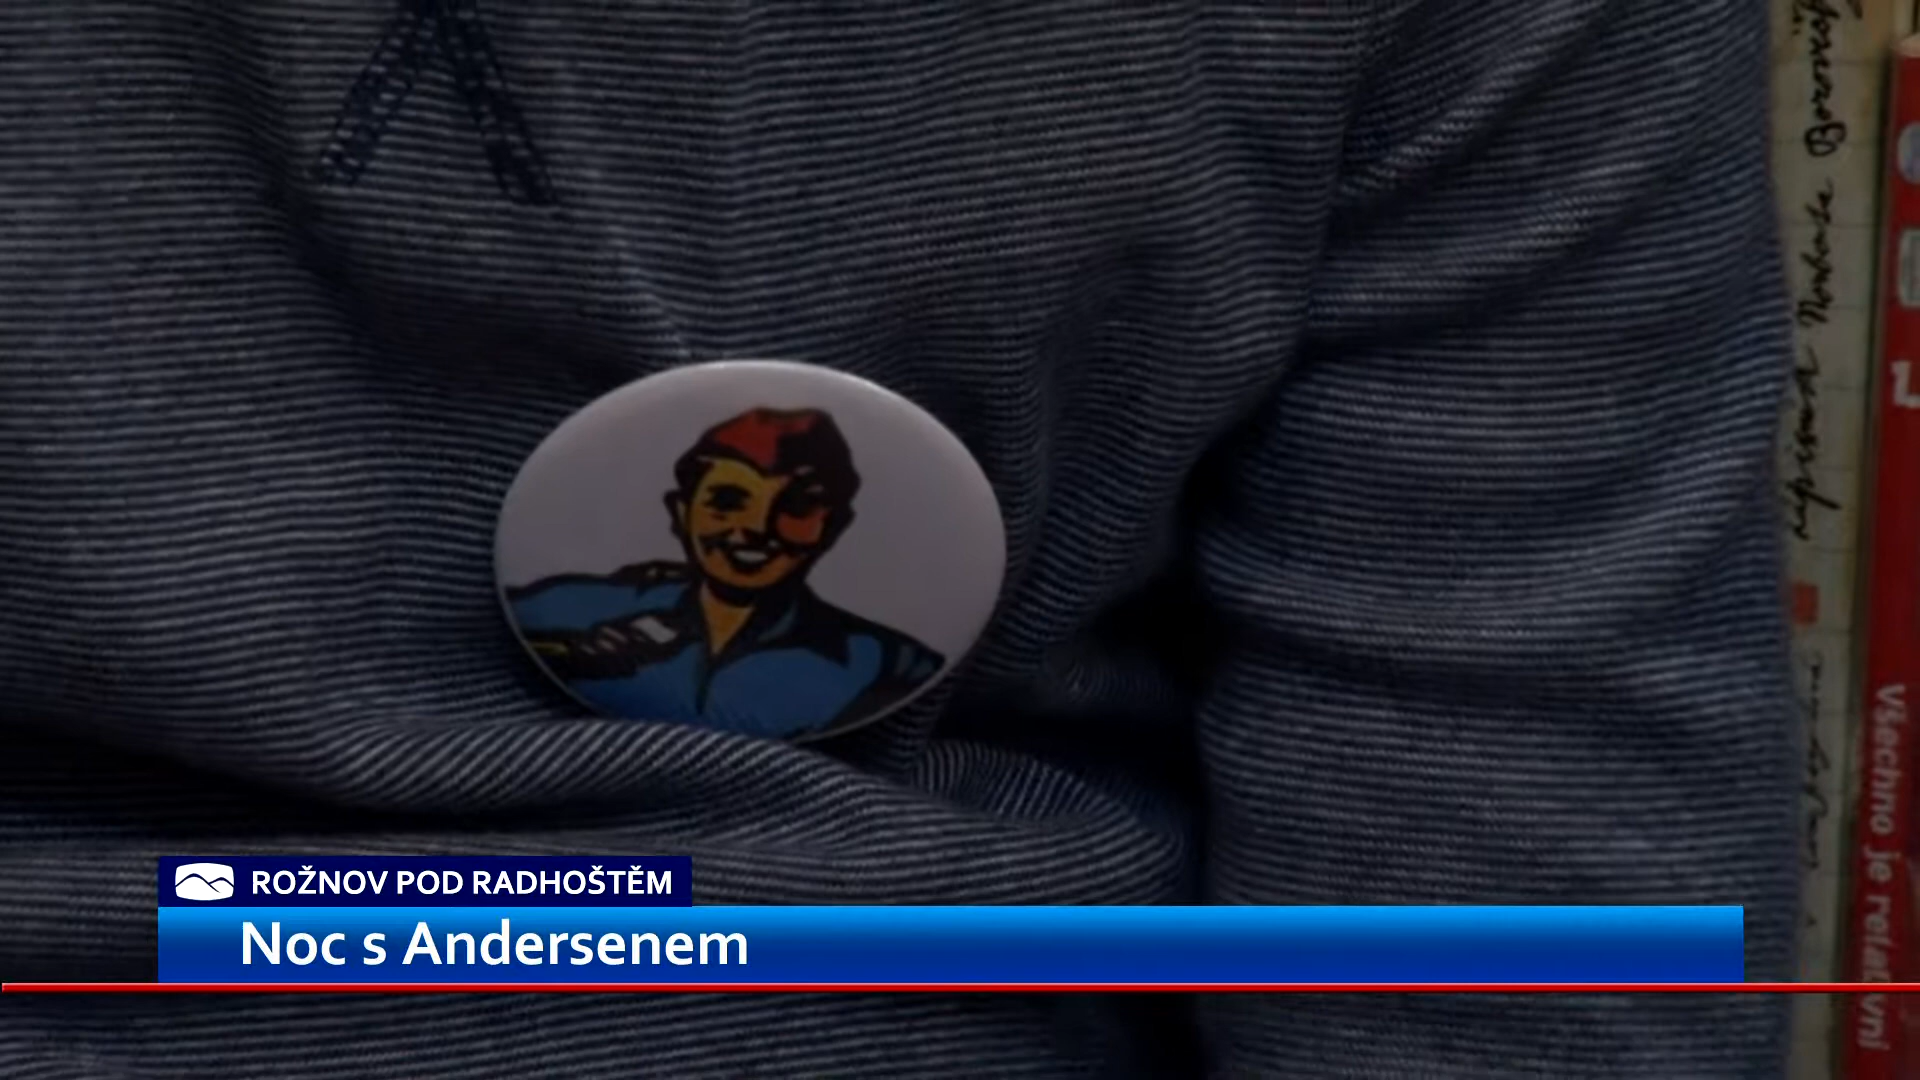 ROŽNOV POD RADHOŠTĚM
Noc s Andersenem
Všechno je relativní